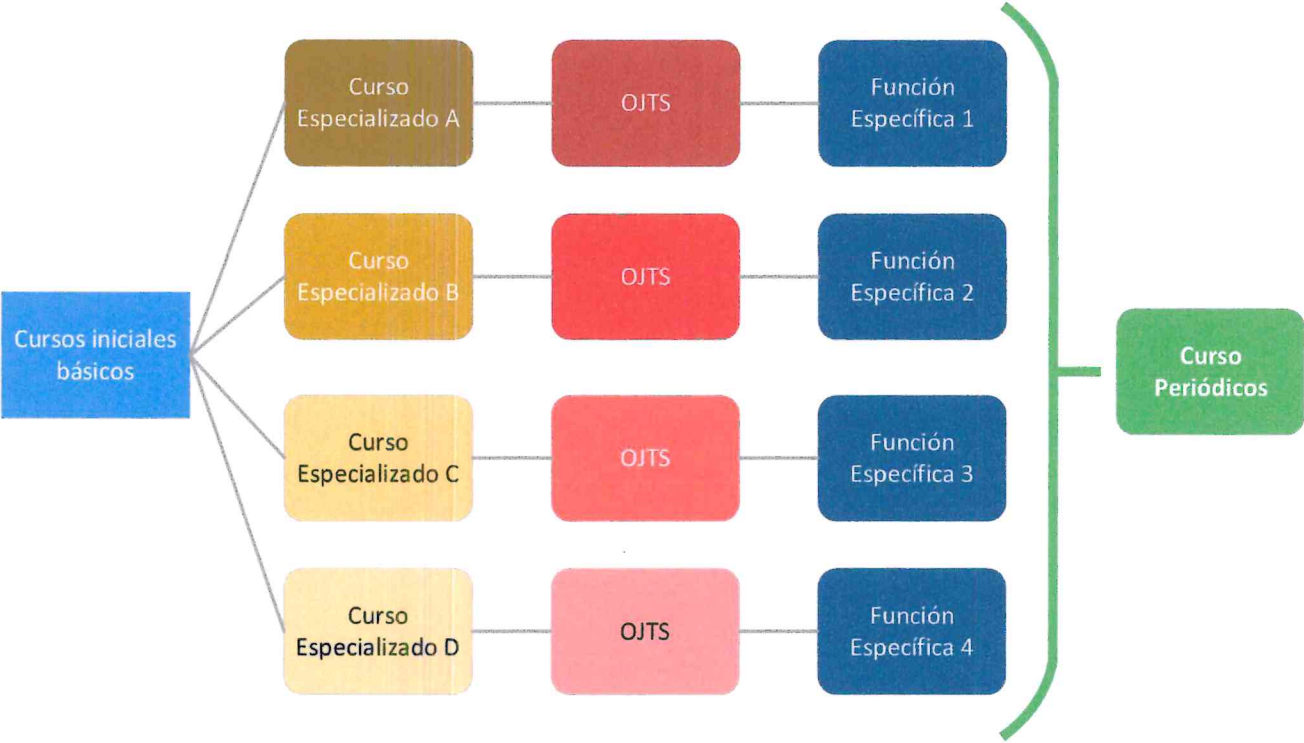 Cursos iniciales
básicos
Curso
Especializado A
OJTS
Función
Específica 1
Curso
Especializado B
OJTS
Función
Específica 2
Curso
Especializado C
OJTS
Función
Específica 3
Curso
Especializado D
OJTS
Función
Específica 4
Curso
Periódicos